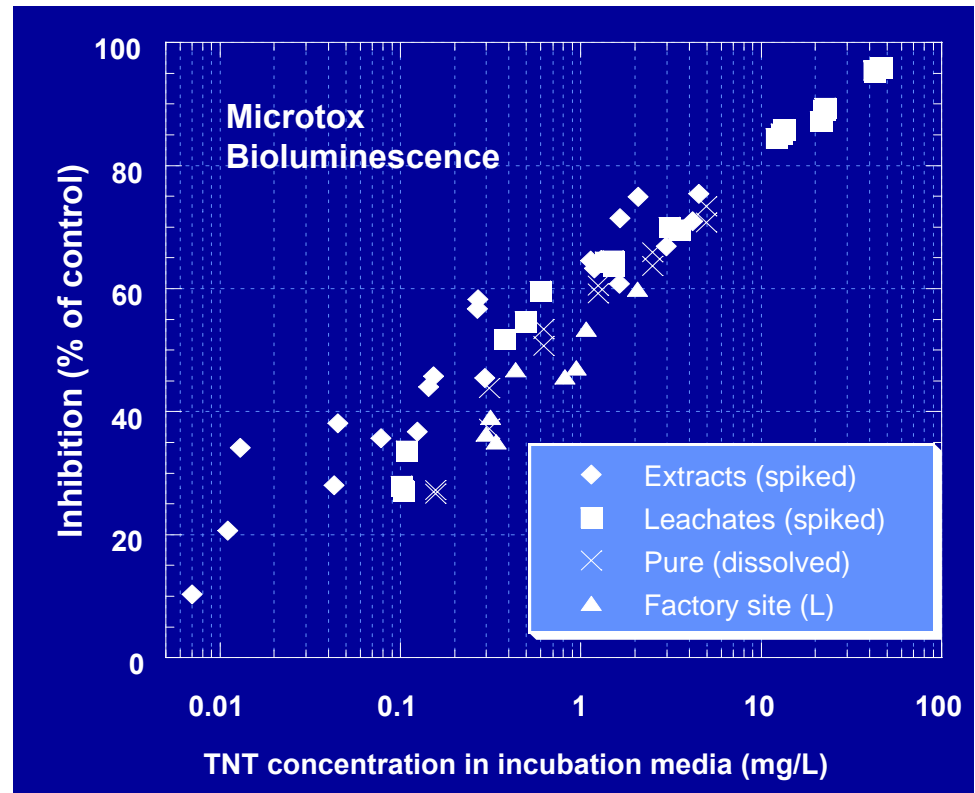 100
80
60
40
20
0
Inhibition (% of control)
Microtox
Bioluminescence
Extracts (spiked)
Leachates (spiked)
Pure (dissolved)
Factory site (L)
0.01 0.1 1 10 100
TNT concentration in incubation media (mg/L)